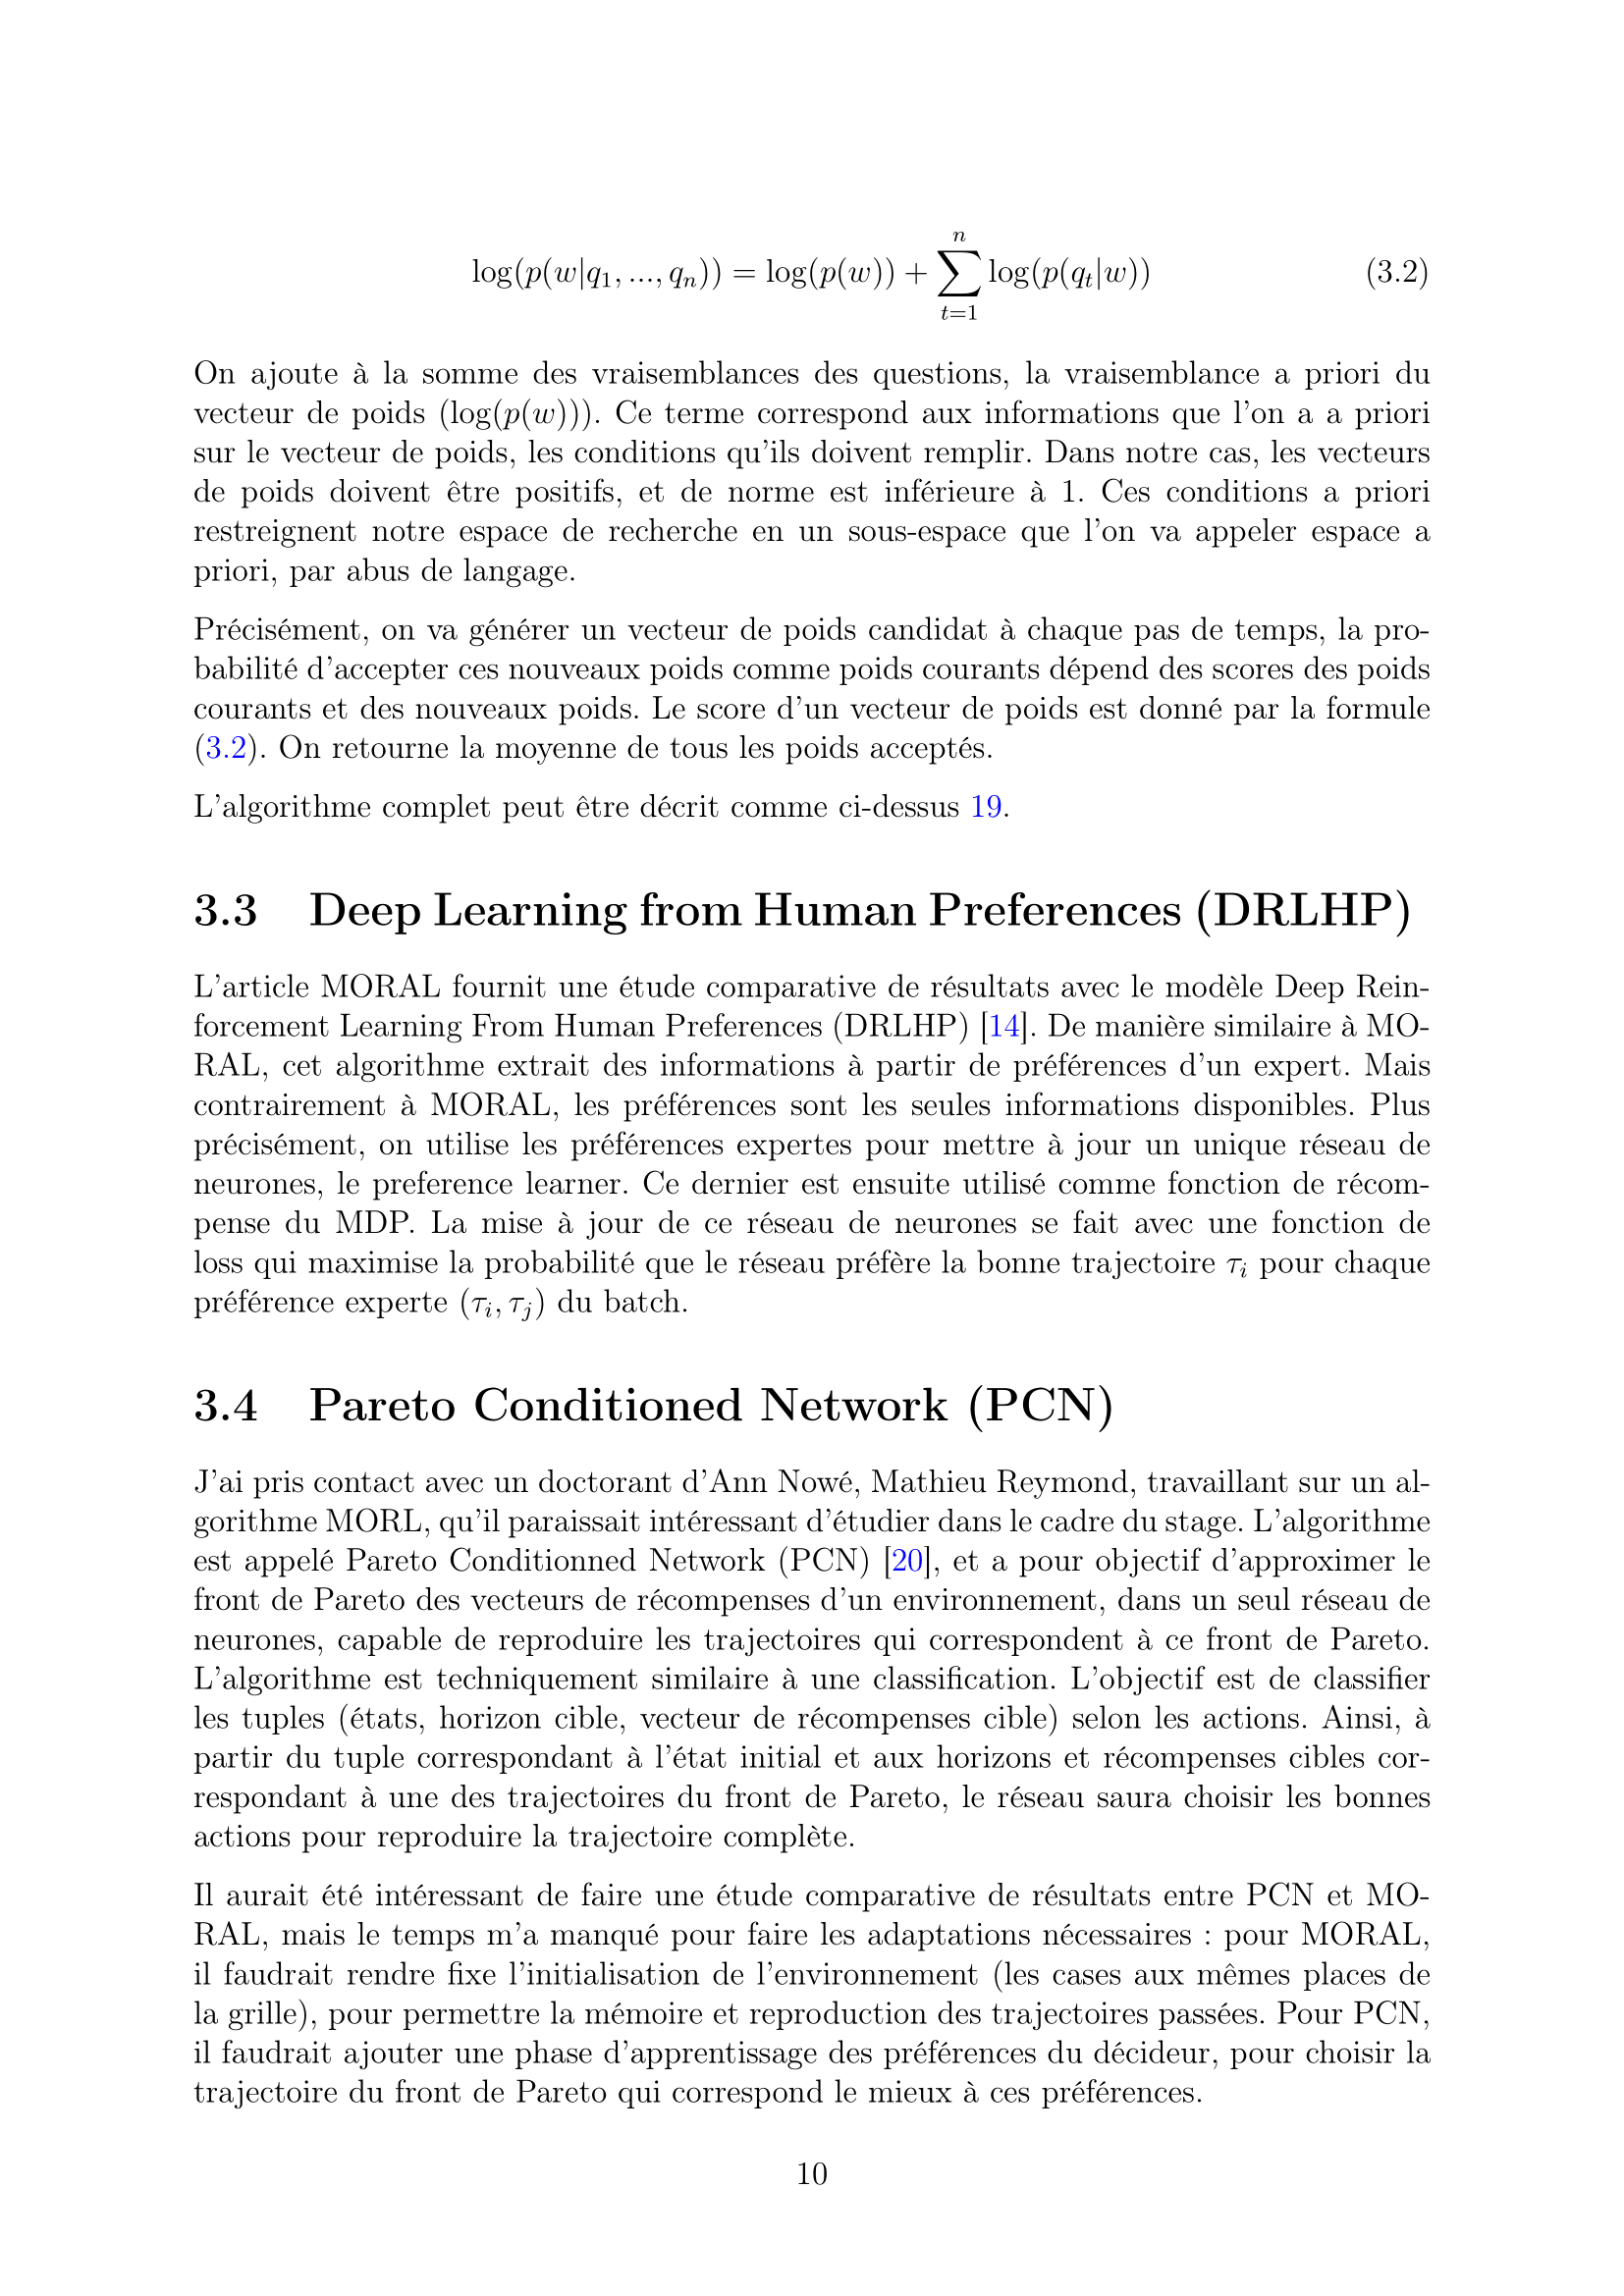 log(p(w|q₁, ..., qₙ)) = log(p(w)) + ∑ₜ₌₁ⁿ log(p(qₜ|w)) (3.2)
On ajoute à la somme des vraisemblances des questions, la vraisemblance a priori du
vecteur de poids (log(p(w))). Ce terme correspond aux informations que l'on a a priori
sur le vecteur de poids, les conditions qu'ils doivent remplir. Dans notre cas, les vecteurs
de poids doivent être positifs, et de norme est inférieure à 1. Ces conditions a priori
restreignent notre espace de recherche en un sous-espace que l'on va appeler espace a
priori, par abus de langage.
Précisément, on va générer un vecteur de poids candidat à chaque pas de temps, la pro-
babilité d'accepter ces nouveaux poids comme poids courants dépend des scores des poids
courants et des nouveaux poids. Le score d'un vecteur de poids est donné par la formule
(3.2). On retourne la moyenne de tous les poids acceptés.
L'algorithme complet peut être décrit comme ci-dessus 19.
3.3 Deep Learning from Human Preferences (DRLHP)
L'article MORAL fournit une étude comparative de résultats avec le modèle Deep Rein-
forcement Learning From Human Preferences (DRLHP) [14]. De manière similaire à MO-
RAL, cet algorithme extrait des informations à partir de préférences d'un expert. Mais
contrairement à MORAL, les préférences sont les seules informations disponibles. Plus
précisément, on utilise les préférences expertes pour mettre à jour un unique réseau de
neurones, le preference learner. Ce dernier est ensuite utilisé comme fonction de récom-
pense du MDP. La mise à jour de ce réseau de neurones se fait avec une fonction de
loss qui maximise la probabilité que le réseau préfère la bonne trajectoire τᵢ pour chaque
préférence experte (τᵢ, τⱼ) du batch.
3.4 Pareto Conditioned Network (PCN)
J'ai pris contact avec un doctorant d'Ann Nowé, Mathieu Reymond, travaillant sur un al-
gorithme MORL, qu'il paraissait intéressant d'étudier dans le cadre du stage. L'algorithme
est appelé Pareto Conditionned Network (PCN) [20], et a pour objectif d'approximer le
front de Pareto des vecteurs de récompenses d'un environnement, dans un seul réseau de
neurones, capable de reproduire les trajectoires qui correspondent à ce front de Pareto.
L'algorithme est techniquement similaire à une classification. L'objectif est de classifier
les tuples (états, horizon cible, vecteur de récompenses cible) selon les actions. Ainsi, à
partir du tuple correspondant à l'état initial et aux horizons et récompenses cibles cor-
respondant à une des trajectoires du front de Pareto, le réseau saura choisir les bonnes
actions pour reproduire la trajectoire complète.
Il aurait été intéressant de faire une étude comparative de résultats entre PCN et MO-
RAL, mais le temps m'a manqué pour faire les adaptations nécessaires : pour MORAL,
il faudrait rendre fixe l'initialisation de l'environnement (les cases aux mêmes places de
la grille), pour permettre la mémoire et reproduction des trajectoires passées. Pour PCN,
il faudrait ajouter une phase d'apprentissage des préférences du décideur, pour choisir la
trajectoire du front de Pareto qui correspond le mieux à ces préférences.
10